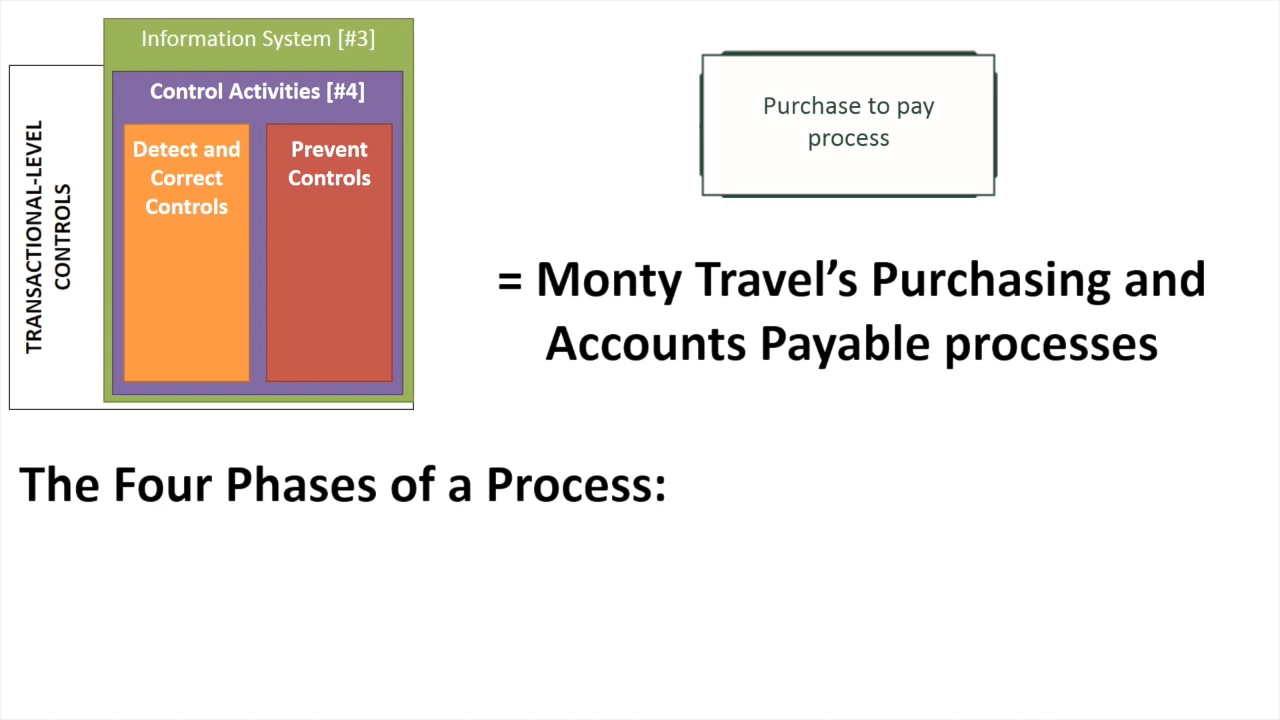 Information System [#3]
Control Activities [#4]
Detect and
Correct
Controls
Prevent
Controls
TRANSACTIONAL-LEVEL
CONTROLS
Purchase to pay
process
= Monty Travel’s Purchasing and
Accounts Payable processes
The Four Phases of a Process: